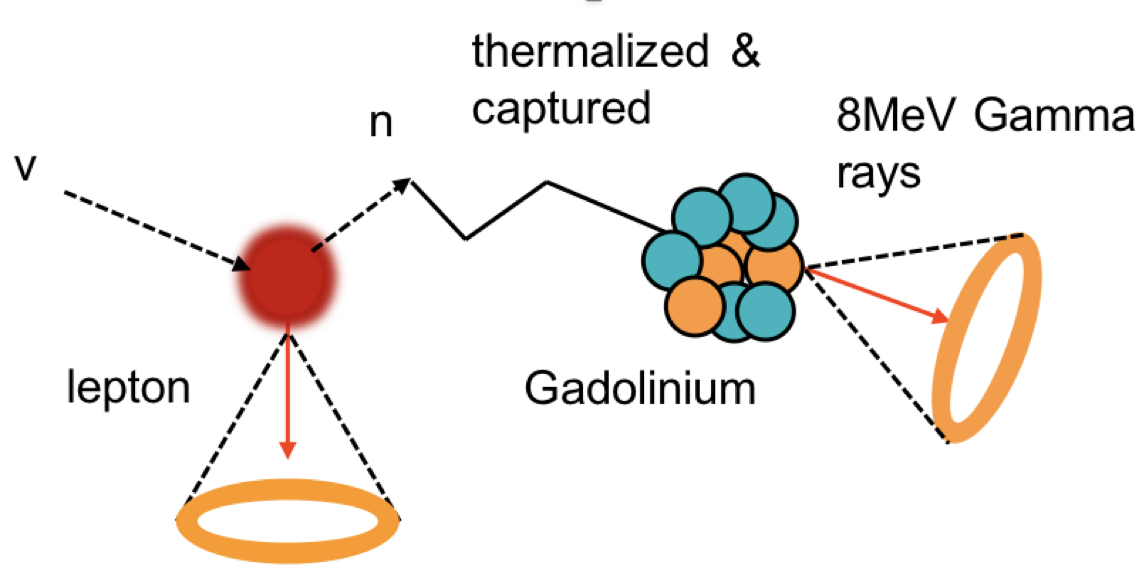 thermalized &
captured
n
8MeV Gamma
rays
v
lepton
Gadolinium